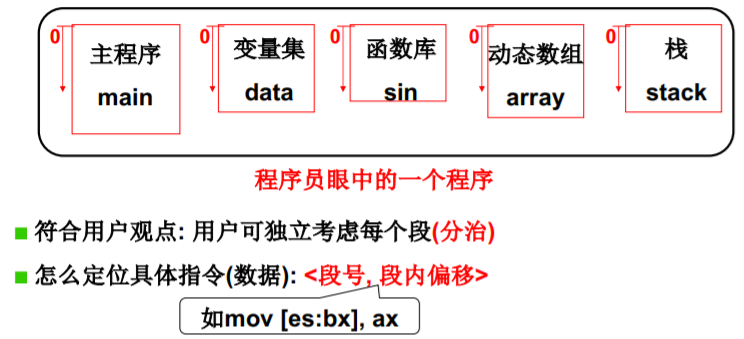 0 主程序 0 变量集 0 函数库 0 动态数组 0 栈
main data sin array stack
程序员眼中的一个程序
符合用户观点: 用户可独立考虑每个段(分治)
怎么定位具体指令(数据): <段号, 段内偏移>
如mov [es:bx], ax